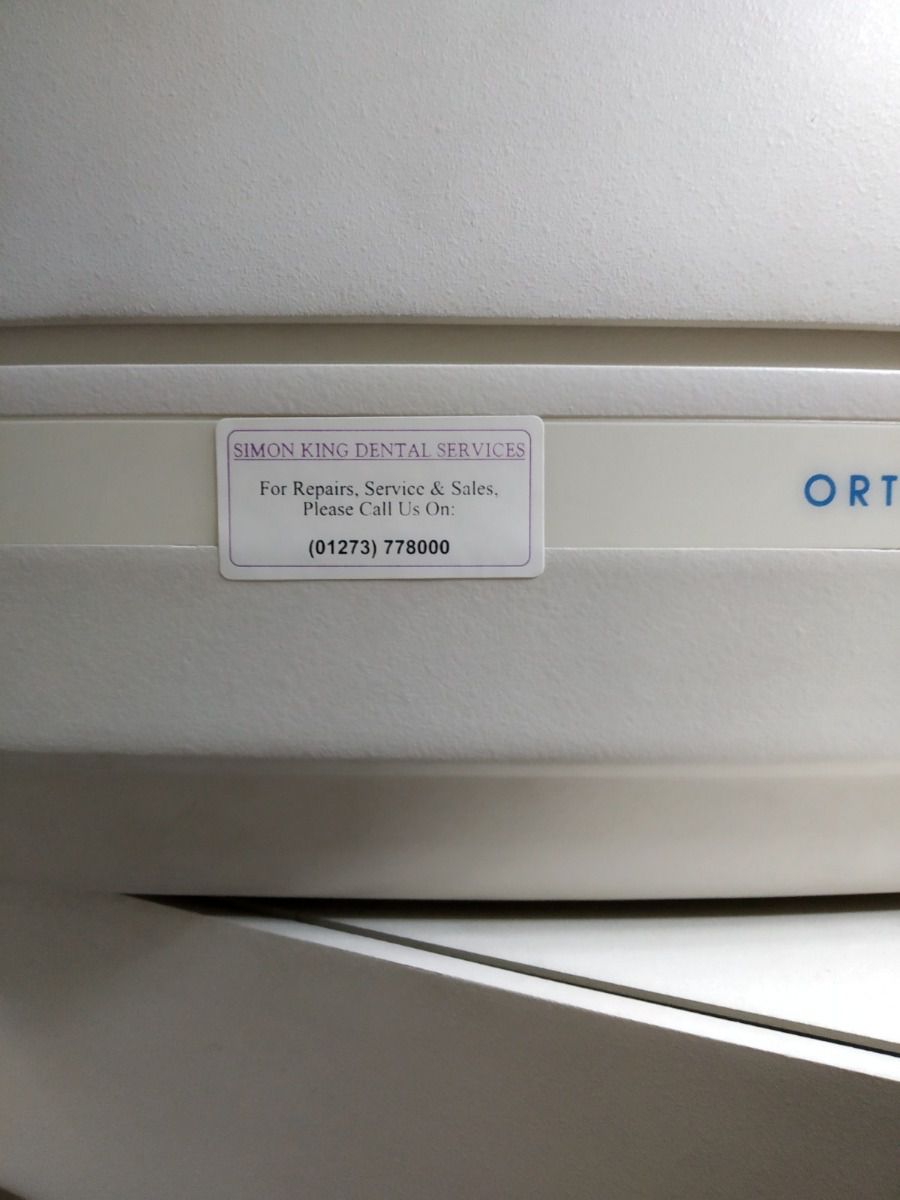 SIMON KING DENTAL SERVICES
For Repairs, Service & Sales,
Please Call Us On:
(01273) 778000
ORT